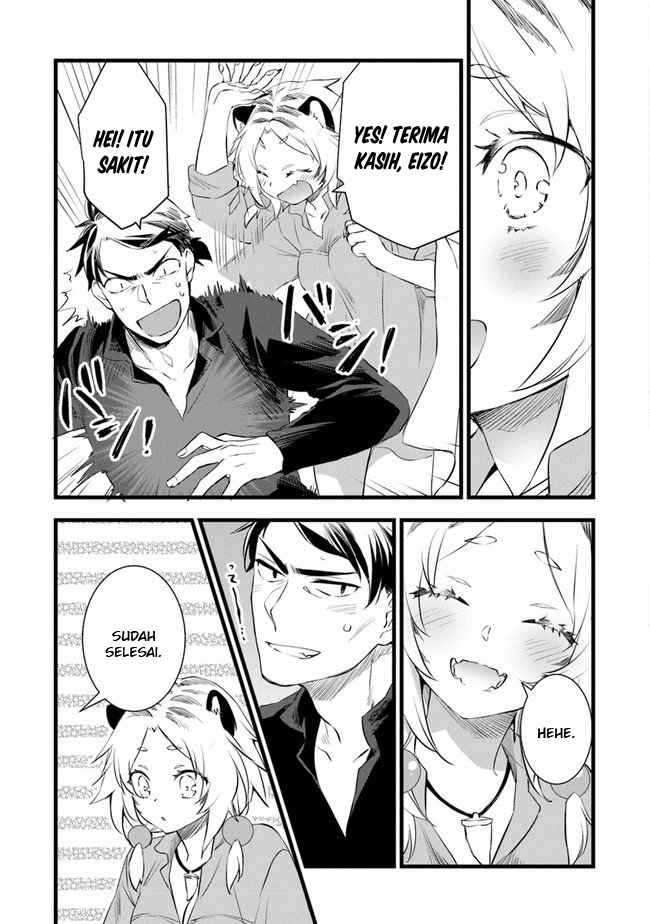 YES! TERIMA
KASIH, EIZO!
HEI! ITU
SAKIT!
HEHE.
SUDAH
SELESAI.